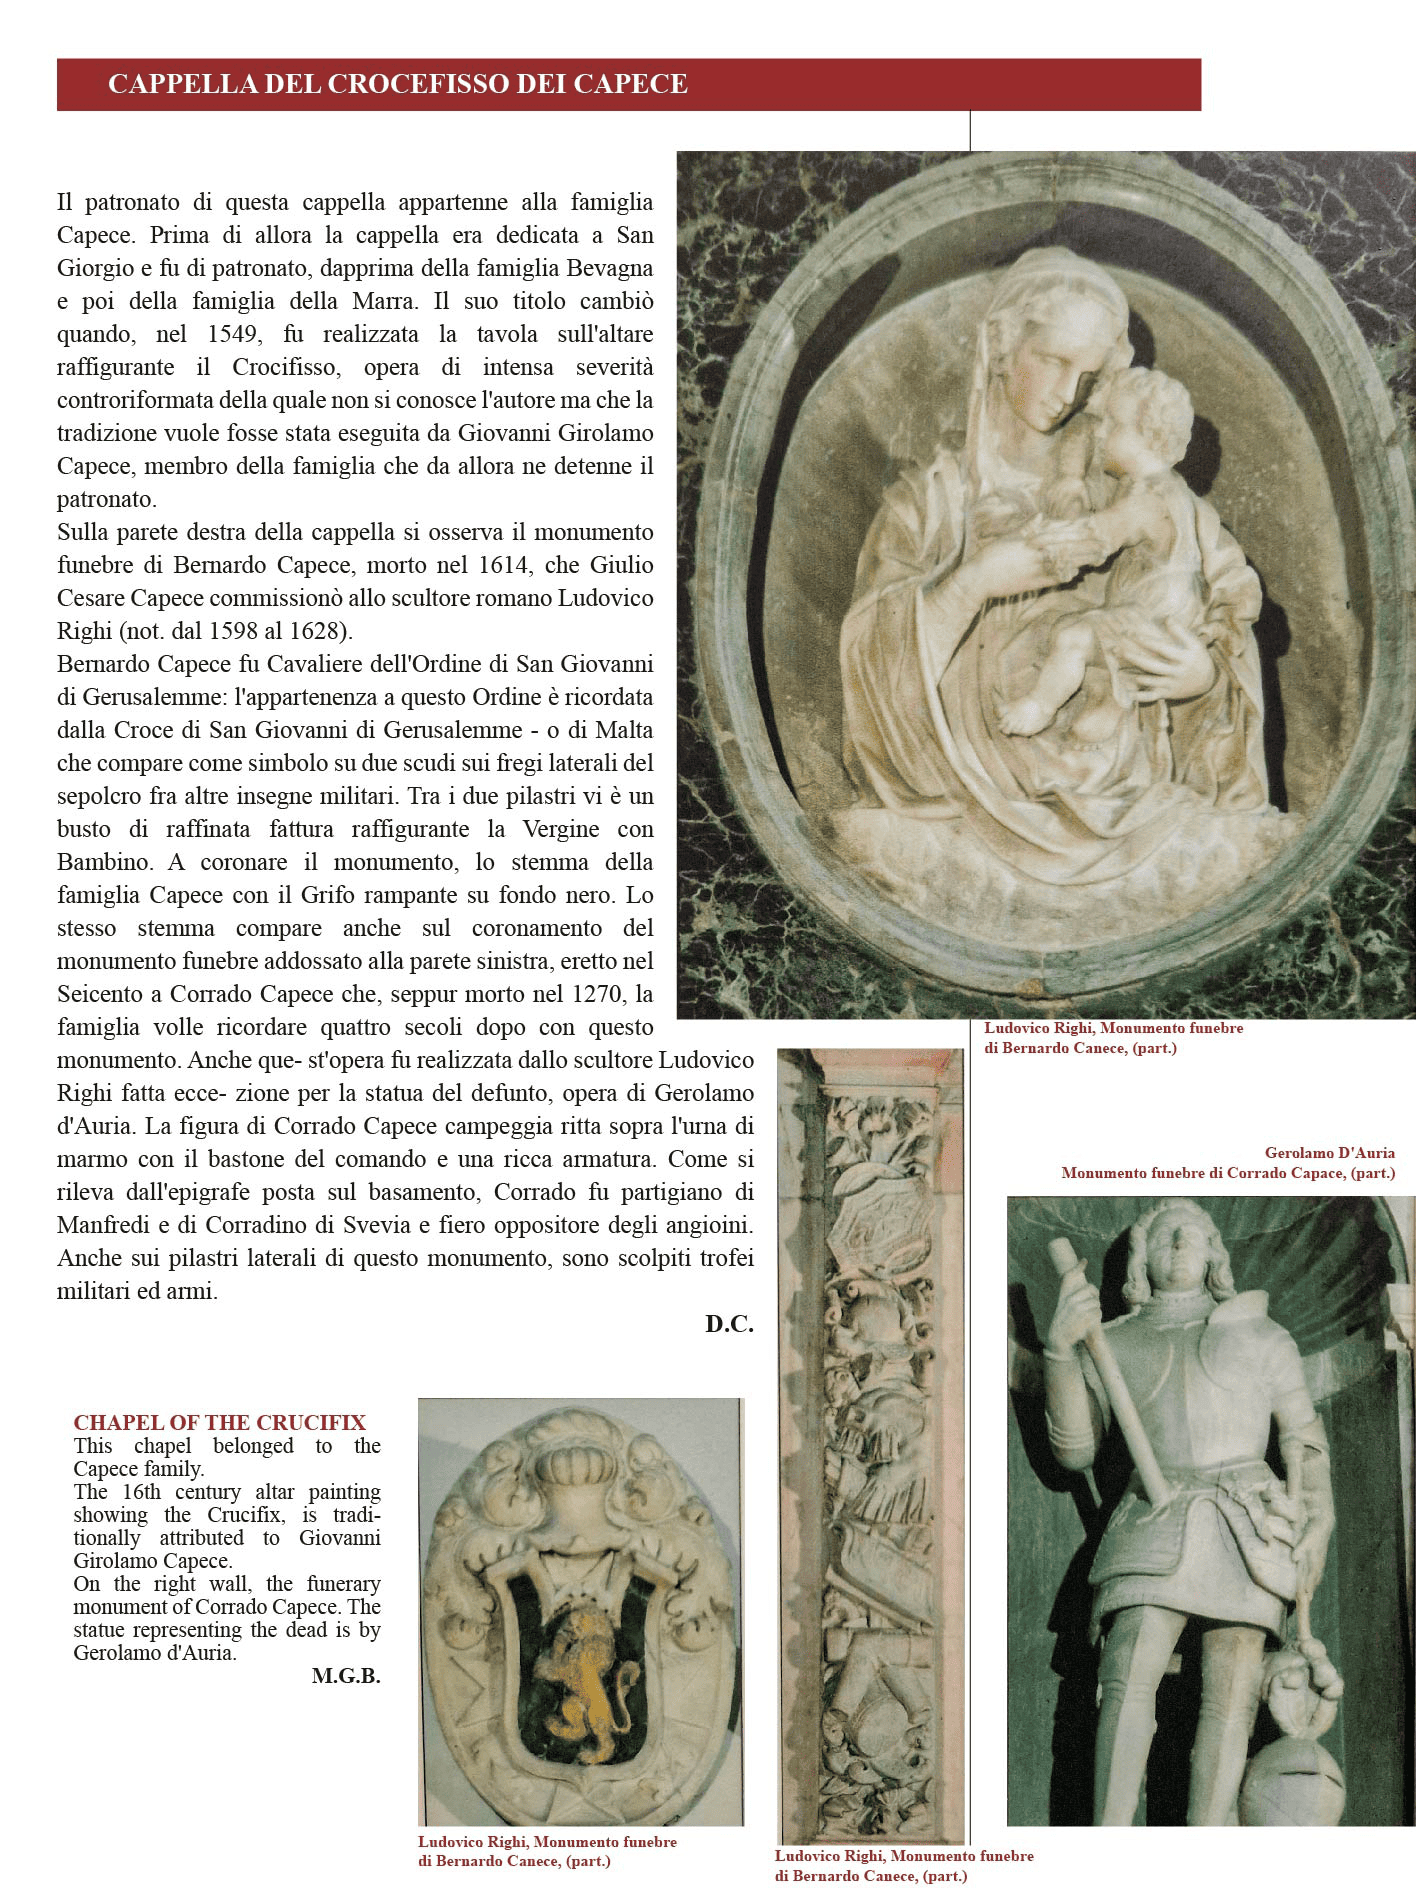 CAPPELLA DEL CROCEFISSO DEI CAPECE
Il patronato di questa cappella appartenne alla famiglia
Capece. Prima di allora la cappella era dedicata a San
Giorgio e fu di patronato, dapprima della famiglia Bevagna
e poi della famiglia della Marra. Il suo titolo cambiò
quando, nel 1549, fu realizzata la tavola sull'altare
raffigurante il Crocifisso, opera di intensa severità
controriformata della quale non si conosce l'autore ma che la
tradizione vuole fosse stata eseguita da Giovanni Girolamo
Capece, membro della famiglia che da allora ne detenne il
patronato.
Sulla parete destra della cappella si osserva il monumento
funebre di Bernardo Capece, morto nel 1614, che Giulio
Cesare Capece commissionò allo scultore romano Ludovico
Righi (not. dal 1598 al 1628).
Bernardo Capece fu Cavaliere dell'Ordine di San Giovanni
di Gerusalemme: l'appartenenza a questo Ordine è ricordata
dalla Croce di San Giovanni di Gerusalemme - o di Malta
che compare come simbolo su due scudi sui fregi laterali del
sepolcro fra altre insegne militari. Tra i due pilastri vi è un
busto di raffinata fattura raffigurante la Vergine con
Bambino. A coronare il monumento, lo stemma della
famiglia Capece con il Grifo rampante su fondo nero. Lo
stesso stemma compare anche sul coronamento del
monumento funebre addossato alla parete sinistra, eretto nel
Seicento a Corrado Capece che, seppur morto nel 1270, la
famiglia volle ricordare quattro secoli dopo con questo
monumento. Anche que- st'opera fu realizzata dallo scultore Ludovico
Righi fatta ecce- zione per la statua del defunto, opera di Gerolamo
d'Auria. La figura di Corrado Capece campeggia ritta sopra l'urna di
marmo con il bastone del comando e una ricca armatura. Come si
rileva dall'epigrafe posta sul basamento, Corrado fu partigiano di
Manfredi e di Corradino di Svevia e fiero oppositore degli angioini.
Anche sui pilastri laterali di questo monumento, sono scolpiti trofei
militari ed armi.
D.C.
Ludovico Righi, Monumento funebre
di Bernardo Canece, (part.)
Gerolamo D'Auria
Monumento funebre di Corrado Capace, (part.)
CHAPEL OF THE CRUCIFIX
This chapel belonged to the
Capece family.
The 16th century altar painting
showing the Crucifix, is tradi-
tionally attributed to Giovanni
Girolamo Capece.
On the right wall, the funerary
monument of Corrado Capece. The
statue representing the dead is by
Gerolamo d'Auria.
M.G.B.
Ludovico Righi, Monumento funebre
di Bernardo Canece, (part.)
Ludovico Righi, Monumento funebre
di Bernardo Canece, (part.)